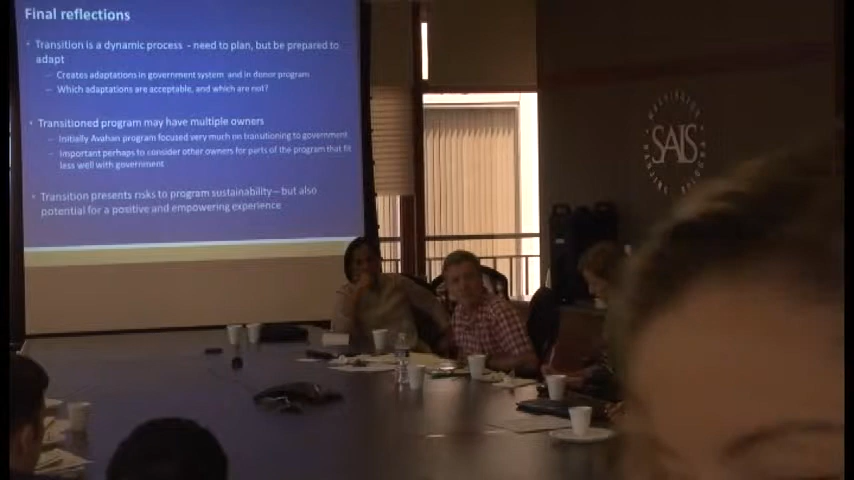 Final reflections
Transition is a dynamic process - need to plan, but be prepared to
adapt
Creates adaptations in government system and in donor program
Which adaptations are acceptable, and which are not?
Transitioned program may have multiple owners
Initially Avahan program focused very much on transitioning to government
Important perhaps to consider other owners for parts of the program that fit
less well with government
Transition presents risks to program sustainability – but also
potential for a positive and empowering experience
WASHINGTON
SAIS
BOLOGNA
NANJING